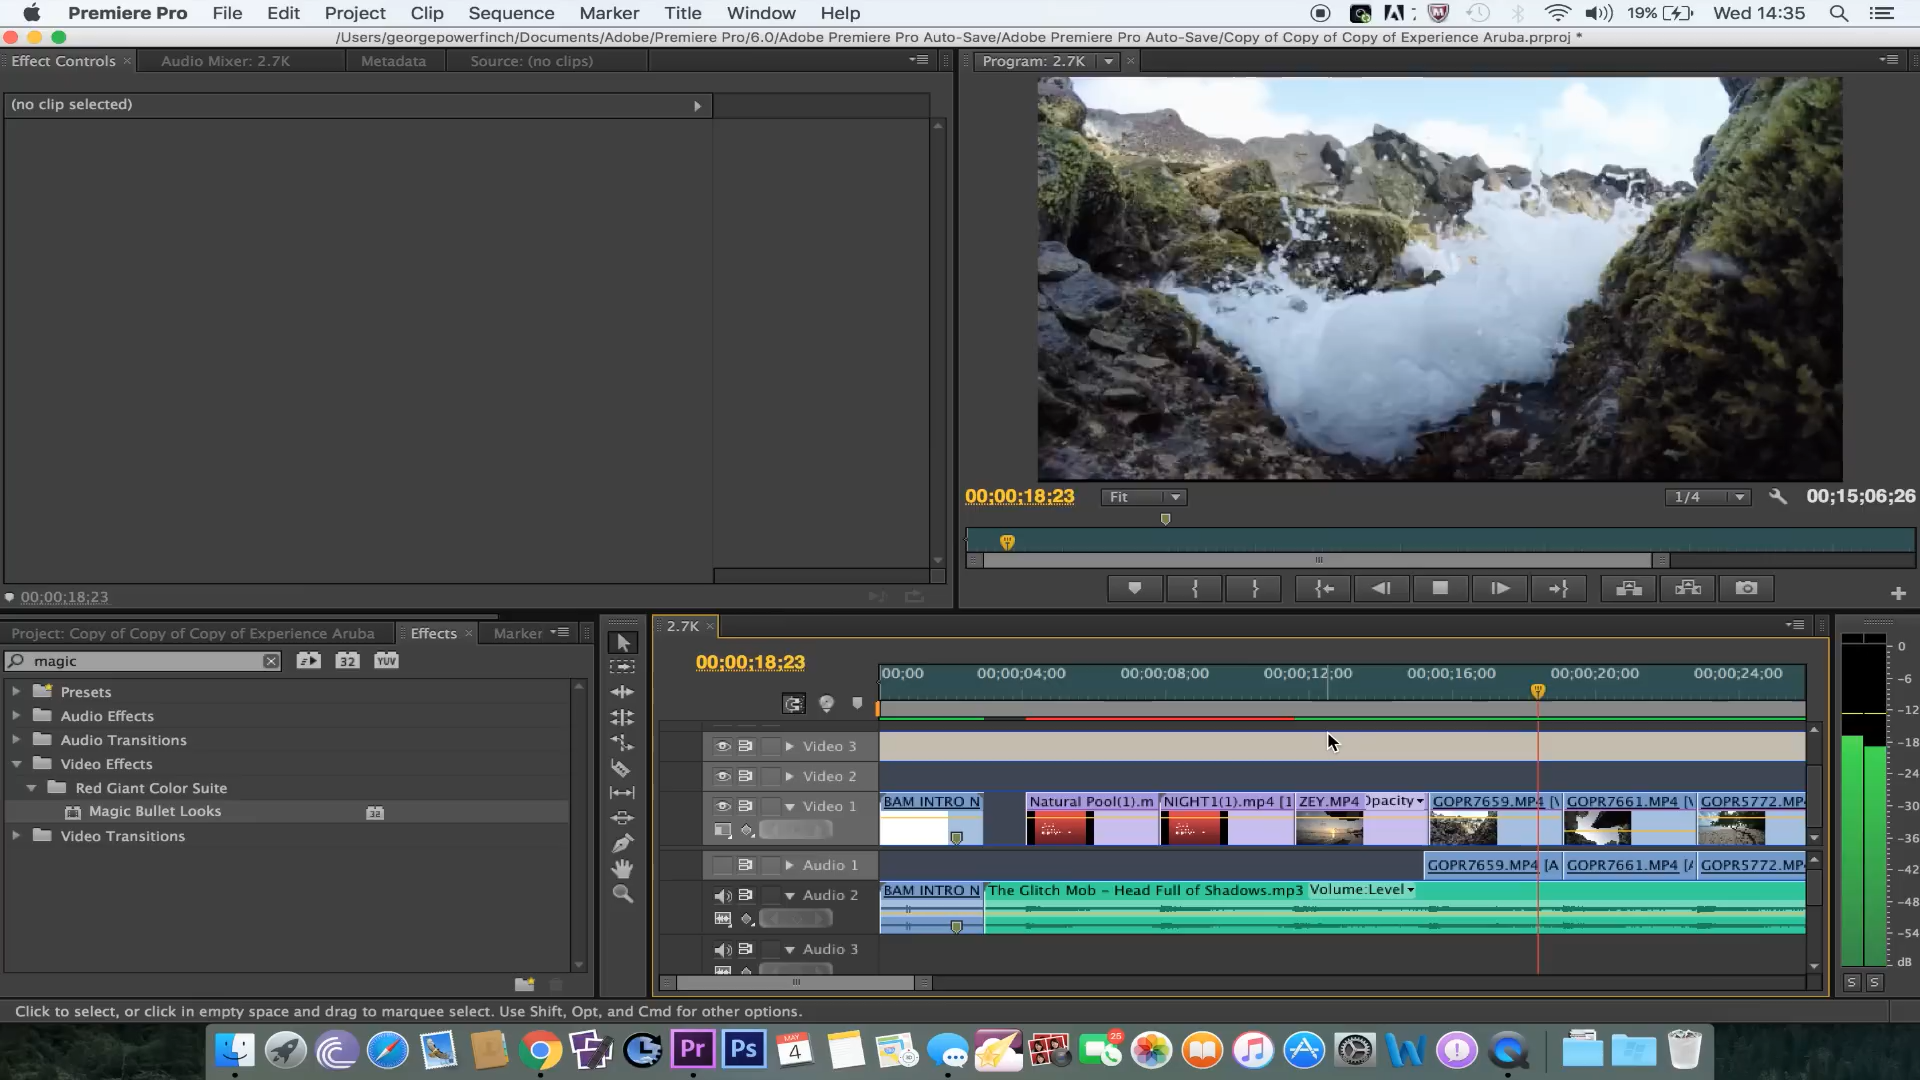 Premiere Pro File Edit Project Clip Sequence Marker Title Window Help 19% Wed 14:35
/Users/georgepowerfinch/Documents/Adobe/Premiere Pro/6.0/Adobe Premiere Pro Auto-Save/Adobe Premiere Pro Auto-Save/Copy of Copy of Copy of Experience Aruba.prproj *
Effect Controls Audio Mixer: 2.7K Metadata Source: (no clips) Program: 2.7K
(no clip selected)
00;00;18;23 Fit 1/4 00;15;06;26
00;00;18;23
Project: Copy of Copy of Copy of Experience Aruba Effects Marker 2.7K
magic 32 YUV
00;00;18;23
00;00 00;00;04;00 00;00;08;00 00;00;12;00 00;00;16;00 00;00;20;00 00;00;24;00
Presets
Audio Effects
Audio Transitions
Video Effects
Red Giant Color Suite
Magic Bullet Looks 32
Video Transitions
Video 3
Video 2
Video 1 BAM INTRO N Natural Pool(1).m NIGHT1(1).mp4 [1 ZEY.MP4 Opacity GOPR7659.MP4 [V GOPR7661.MP4 [V GOPR5772.MP4
Audio 1 GOPR7659.MP4 [A GOPR7661.MP4 [A GOPR5772.MP4
Audio 2 BAM INTRO N The Glitch Mob - Head Full of Shadows.mp3 Volume:Level
Audio 3
0
-6
-12
-18
-24
-30
-36
-42
-48
-54
dB
S S
Click to select, or click in empty space and drag to marquee select. Use Shift, Opt, and Cmd for other options.
Pr Ps MAY 4 26